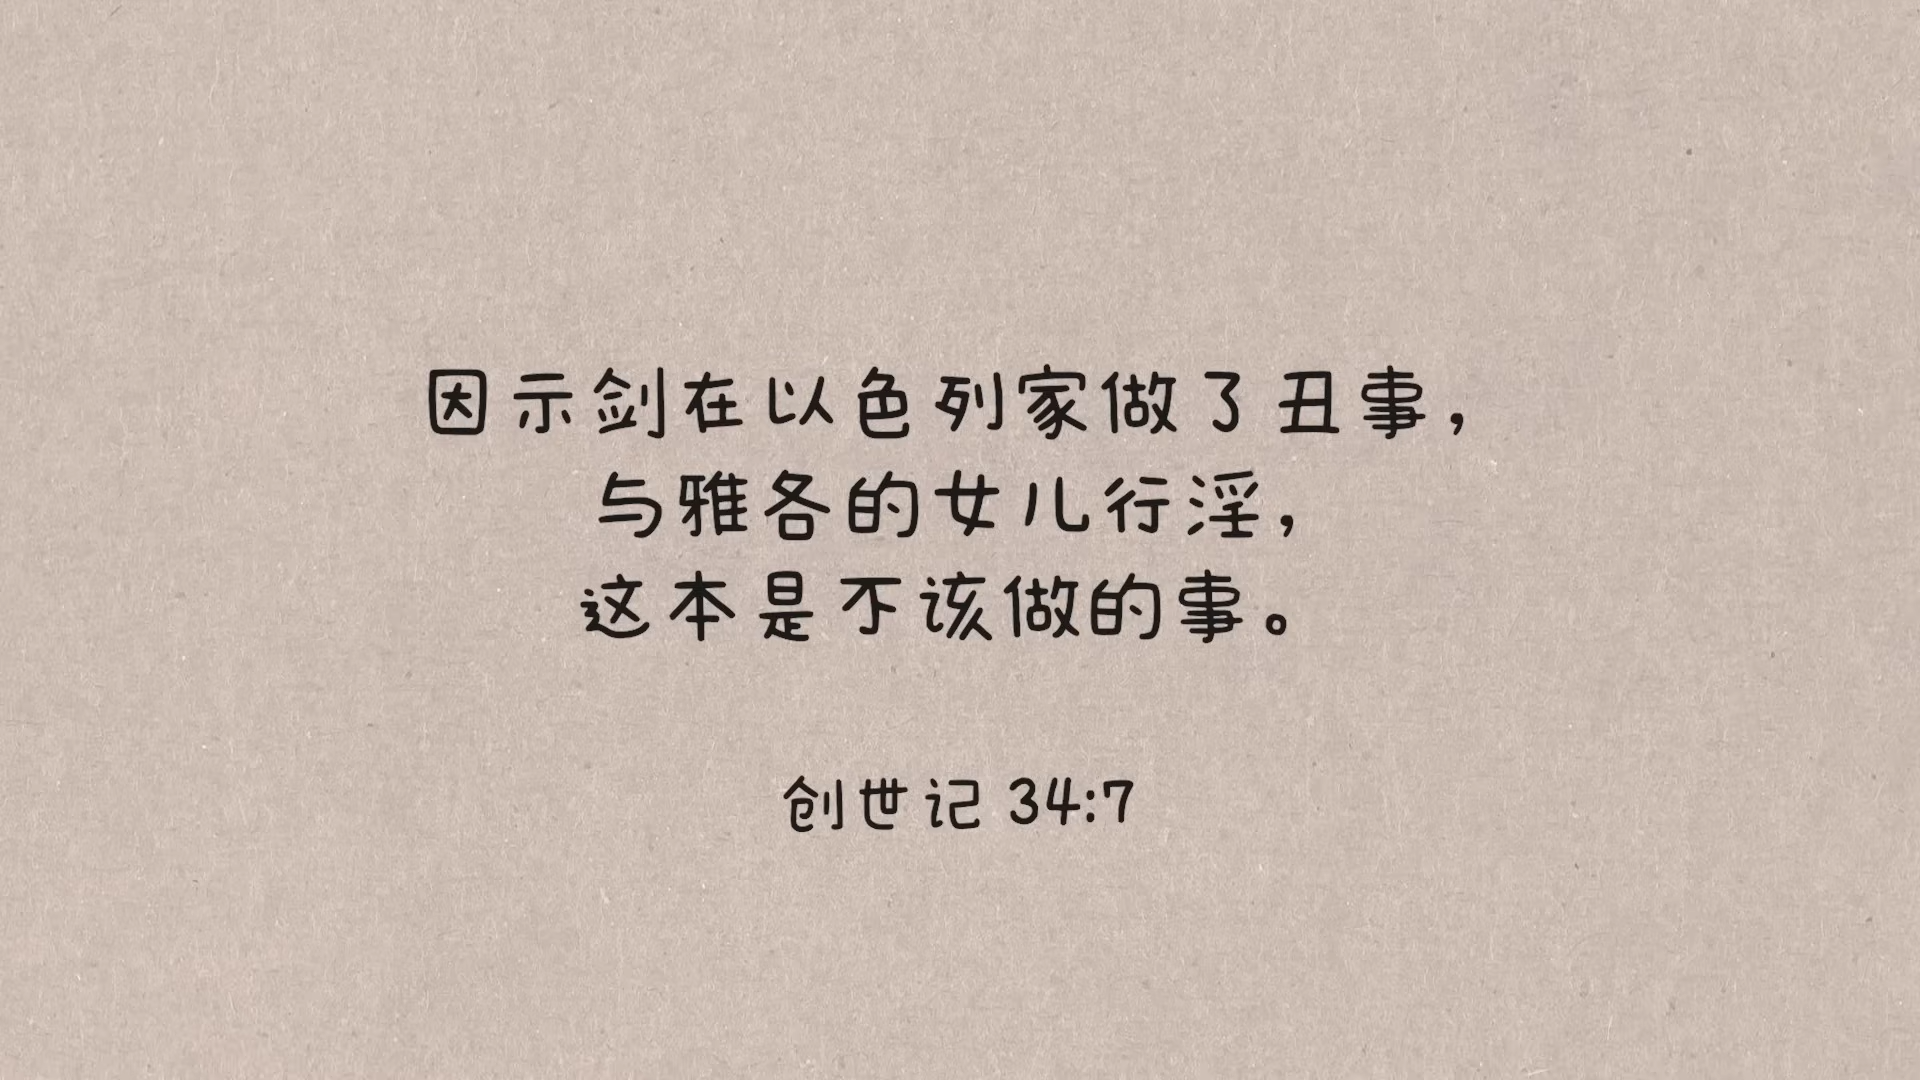 因示剑在以色列家做了丑事，
与雅各的女儿行淫，
这本是不该做的事。
创世记 34:7